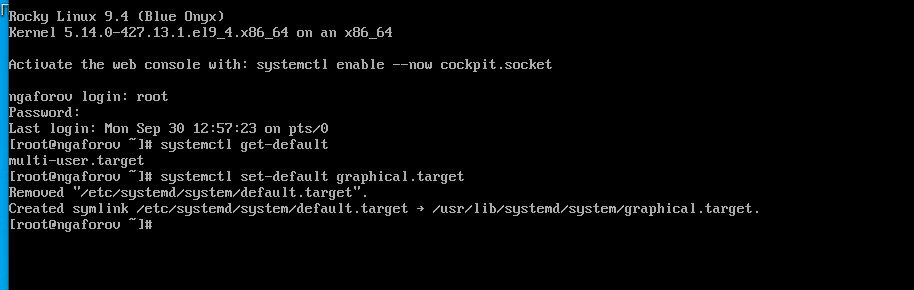 Rocky Linux 9.4 (Blue Onyx)
Kernel 5.14.0-427.13.1.el9_4.x86_64 on an x86_64
Activate the web console with: systemctl enable --now cockpit.socket
ngaforov login: root
Password:
Last login: Mon Sep 30 12:57:23 on pts/0
[root@ngaforov ~]# systemctl get-default
multi-user.target
[root@ngaforov ~]# systemctl set-default graphical.target
Removed "/etc/systemd/system/default.target".
Created symlink /etc/systemd/system/default.target → /usr/lib/systemd/system/graphical.target.
[root@ngaforov ~]#